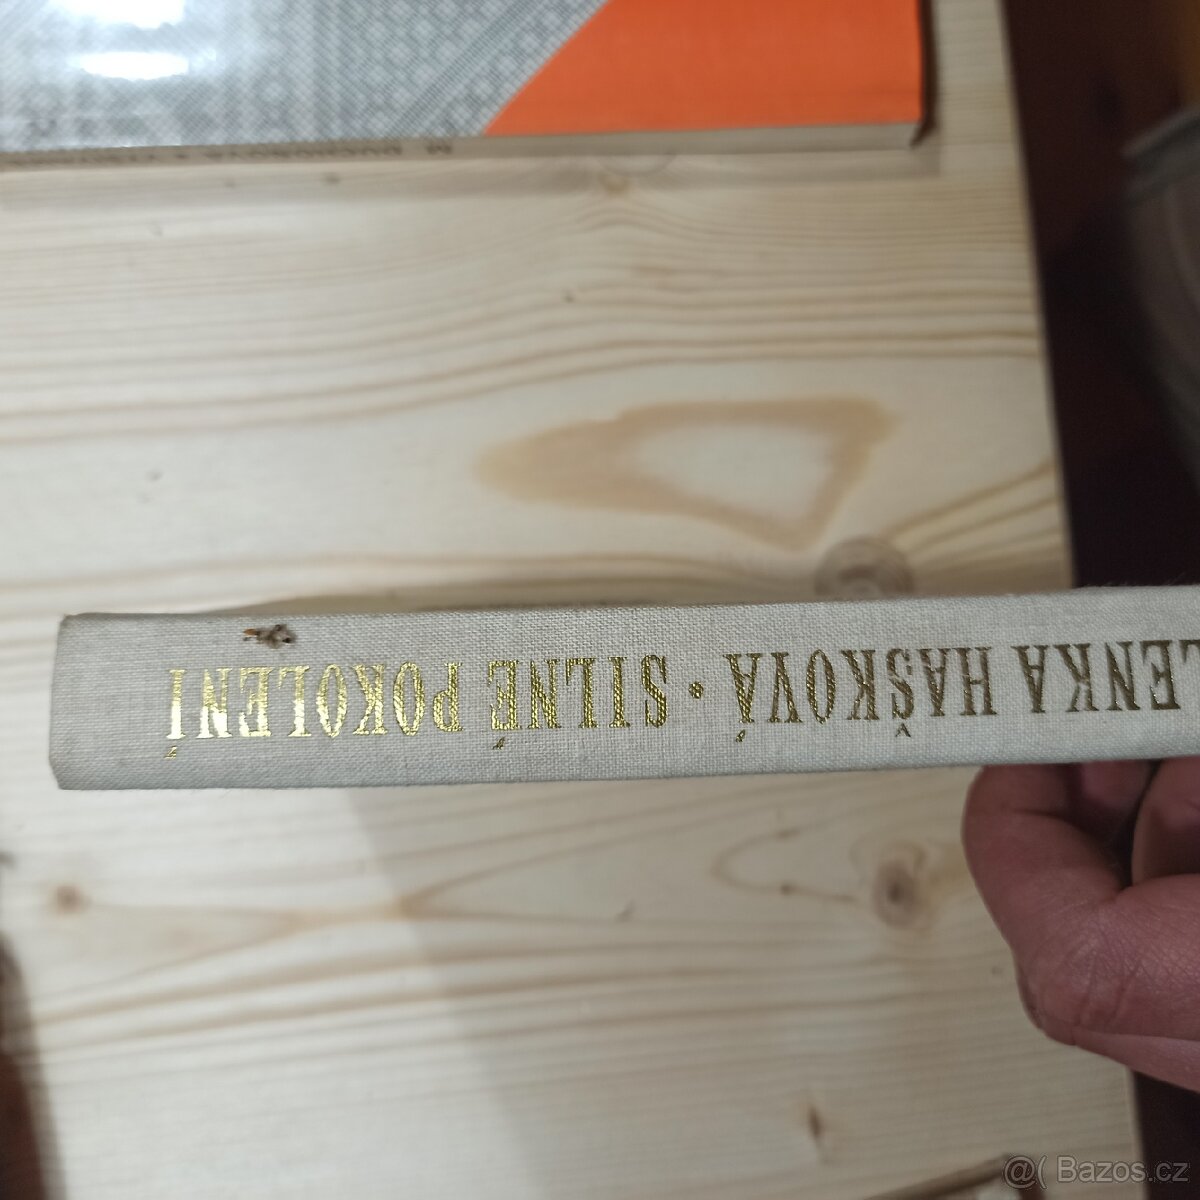 LENKA HAŠKOVÁ · SILNÉ POKOLENÍ
@( Bazos.cz